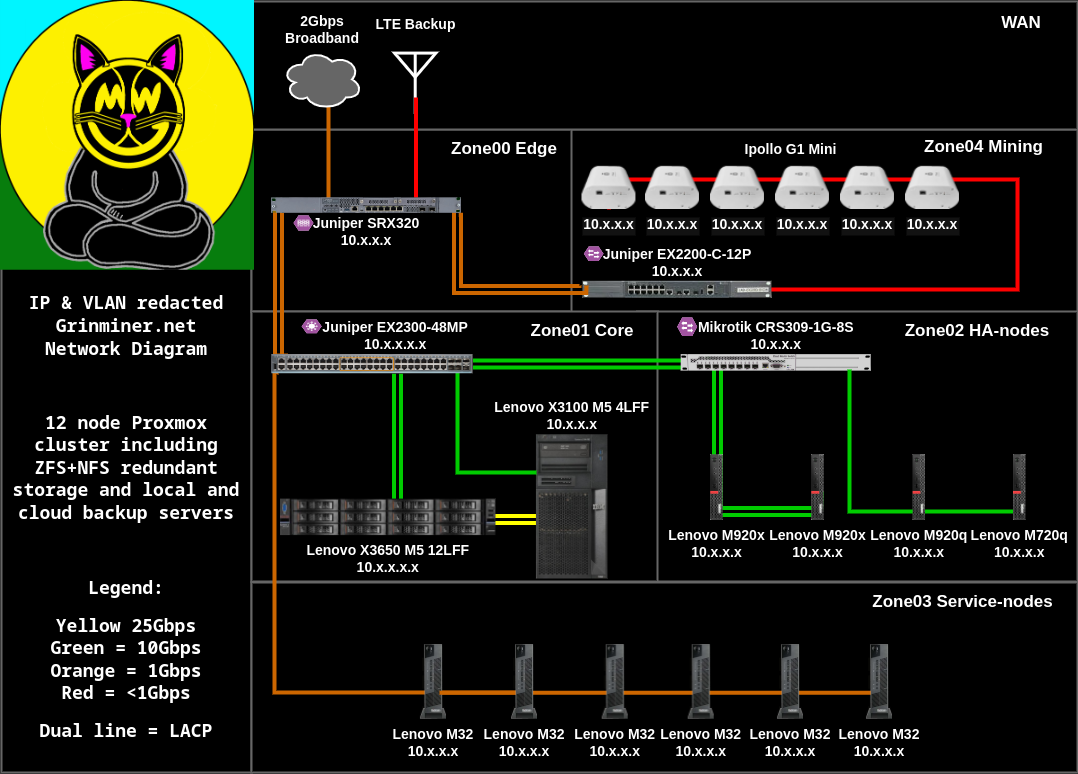 MW
IP & VLAN redacted
Grinminer.net
Network Diagram
12 node Proxmox
cluster including
ZFS+NFS redundant
storage and local and
cloud backup servers
Legend:
Yellow 25Gbps
Green = 10Gbps
Orange = 1Gbps
Red = <1Gbps
Dual line = LACP
2Gbps
Broadband
LTE Backup
WAN
Zone00 Edge
Juniper SRX320
10.x.x.x
Zone04 Mining
Ipollo G1 Mini
10.x.x.x 10.x.x.x 10.x.x.x 10.x.x.x 10.x.x.x 10.x.x.x
Juniper EX2200-C-12P
10.x.x.x
Zone01 Core
Juniper EX2300-48MP
10.x.x.x.x
Lenovo X3100 M5 4LFF
10.x.x.x
Lenovo X3650 M5 12LFF
10.x.x.x.x
Zone02 HA-nodes
Mikrotik CRS309-1G-8S
10.x.x.x
Lenovo M920x Lenovo M920x Lenovo M920q Lenovo M720q
10.x.x.x 10.x.x.x 10.x.x.x 10.x.x.x
Zone03 Service-nodes
Lenovo M32 Lenovo M32 Lenovo M32 Lenovo M32 Lenovo M32 Lenovo M32
10.x.x.x 10.x.x.x 10.x.x.x 10.x.x.x 10.x.x.x 10.x.x.x